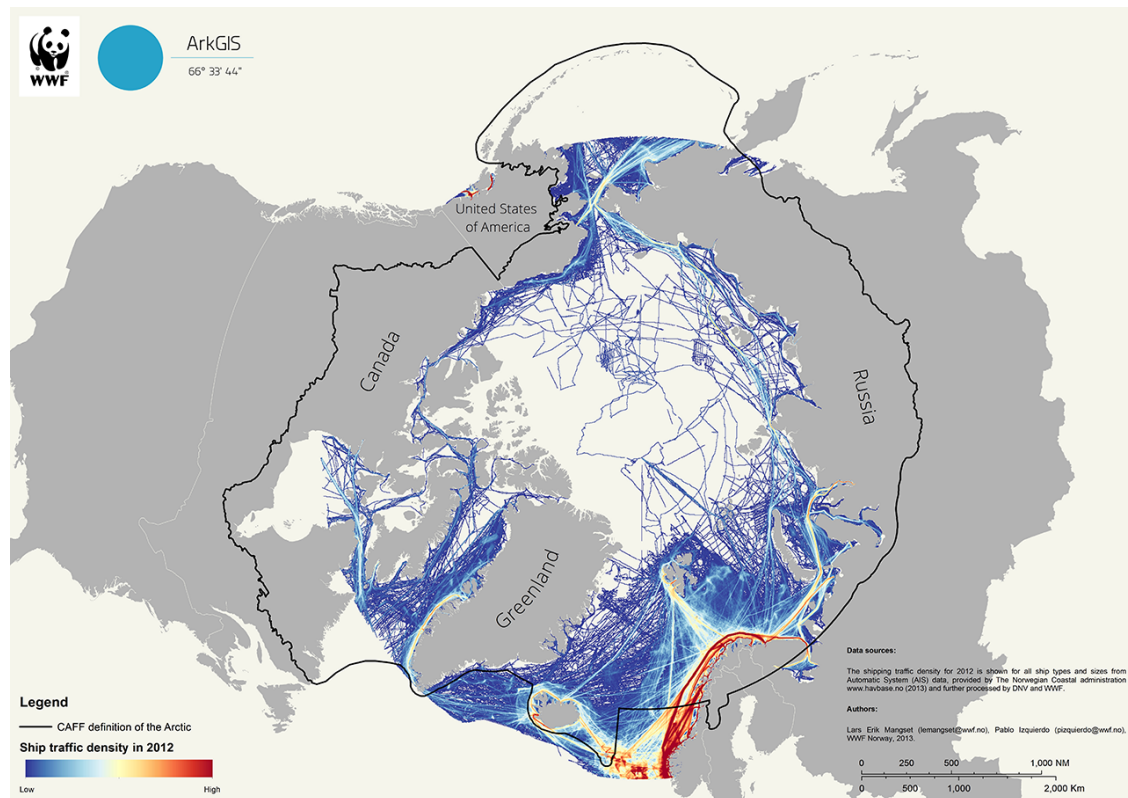 WWF
ArkGIS
66° 33' 44"
United States
of America
Canada
Russia
Greenland
Data sources:
The shipping traffic density for 2012 is shown for all ship types and sizes from
Automatic System (AIS) data, provided by The Norwegian Coastal administration
www.havbase.no (2013) and further processed by DNV and WWF.
Authors:
Lars Erik Mangset (lemangset@wwf.no), Pablo Izquierdo (pizquierdo@wwf.no),
WWF Norway, 2013.
Legend
CAFF definition of the Arctic
Ship traffic density in 2012
Low High
0 250 500 1,000 NM
0 500 1,000 2,000 Km